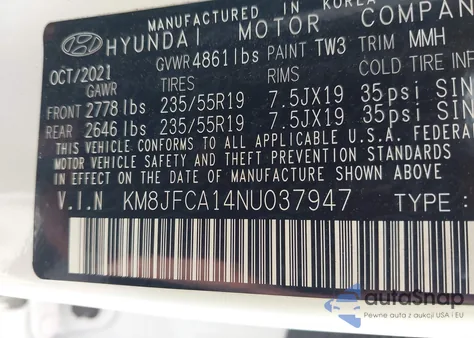 MANUFACTURED IN KOREA
HYUNDAI MOTOR COMPANY
OCT/2021 GVWR 4861 lbs PAINT TW3 TRIM MMH
GAWR TIRES RIMS COLD TIRE INF
FRONT 2778 lbs 235/55R19 7.5JX19 35psi SIN
REAR 2646 lbs 235/55R19 7.5JX19 35psi SIN
THIS VEHICLE CONFORMS TO ALL APPLICABLE U.S.A. FEDERAL
MOTOR VEHICLE SAFETY AND THEFT PREVENTION STANDARDS
IN EFFECT ON THE DATE OF MANUFACTURE SHOWN ABOVE.
V.I.N KM8JFCA14NU037947 TYPE :
autoSnap
Pewne auta z aukcji USA i EU